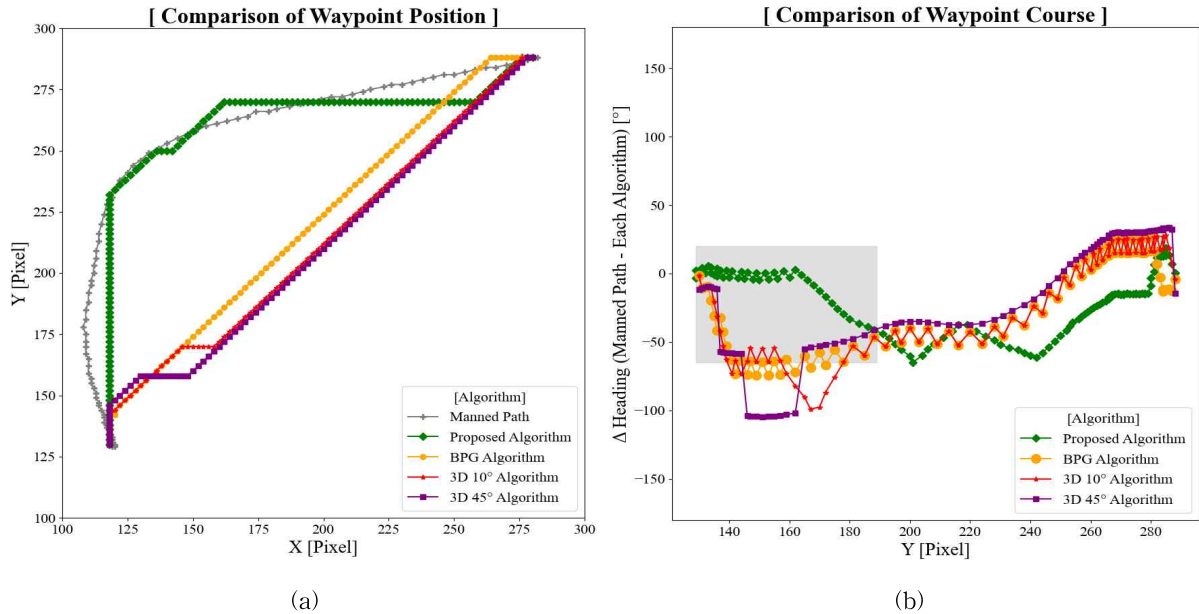 [ Comparison of Waypoint Position ]
300
275
250
225
200
175
150
125
100
Y [Pixel]
100
125
150
175
200
225
250
275
300
X [Pixel]
[Algorithm]
Manned Path
Proposed Algorithm
BPG Algorithm
3D 10° Algorithm
3D 45° Algorithm
(a)
[ Comparison of Waypoint Course ]
150
100
50
0
−50
−100
−150
Δ Heading (Manned Path - Each Algorithm) [°]
140
160
180
200
220
240
260
280
Y [Pixel]
[Algorithm]
Proposed Algorithm
BPG Algorithm
3D 10° Algorithm
3D 45° Algorithm
(b)